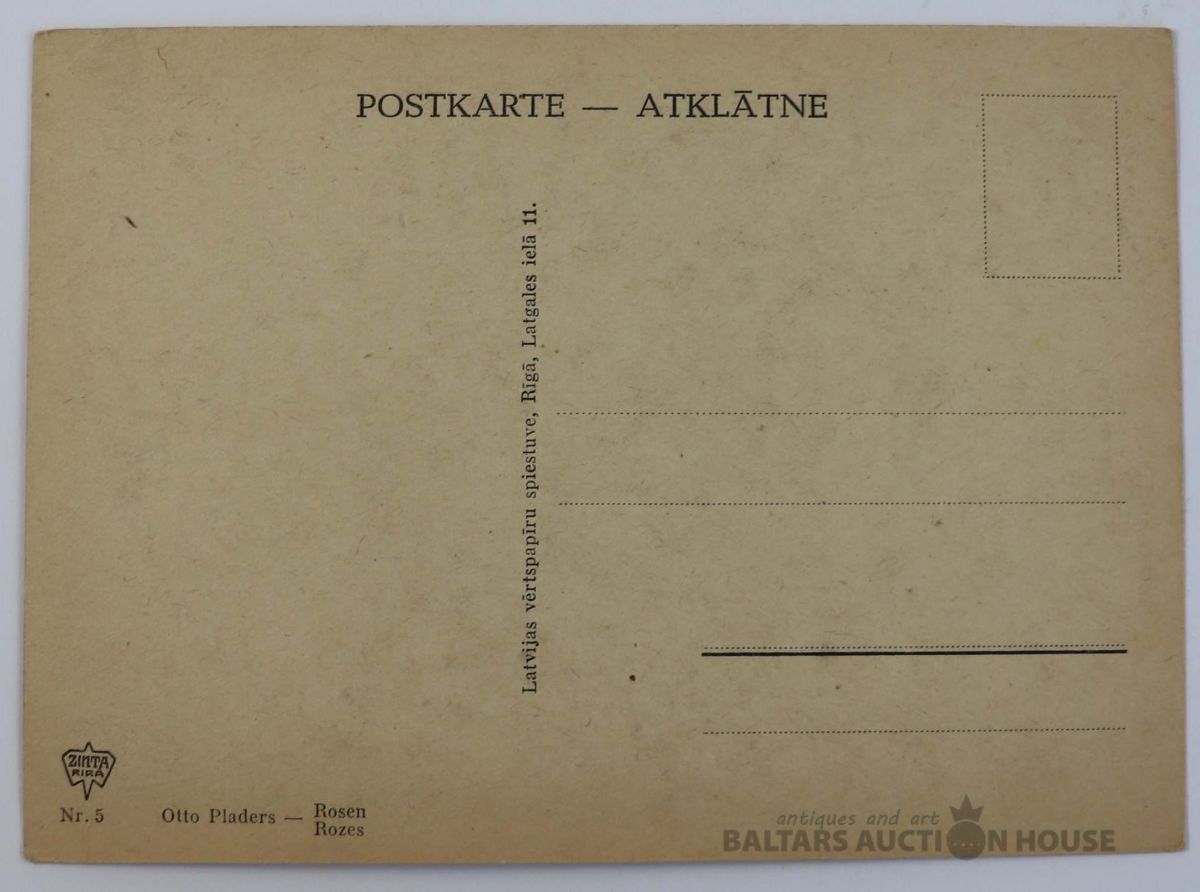 POSTKARTE — ATKLĀTNE
Latvijas vērtspapīru spiestuve, Rīgā, Latgales ielā 11.
ZINTA
RIGĀ
Nr. 5
Otto Pladers — Rosen
Rozes
antiques and art
BALTARS AUCTION HOUSE